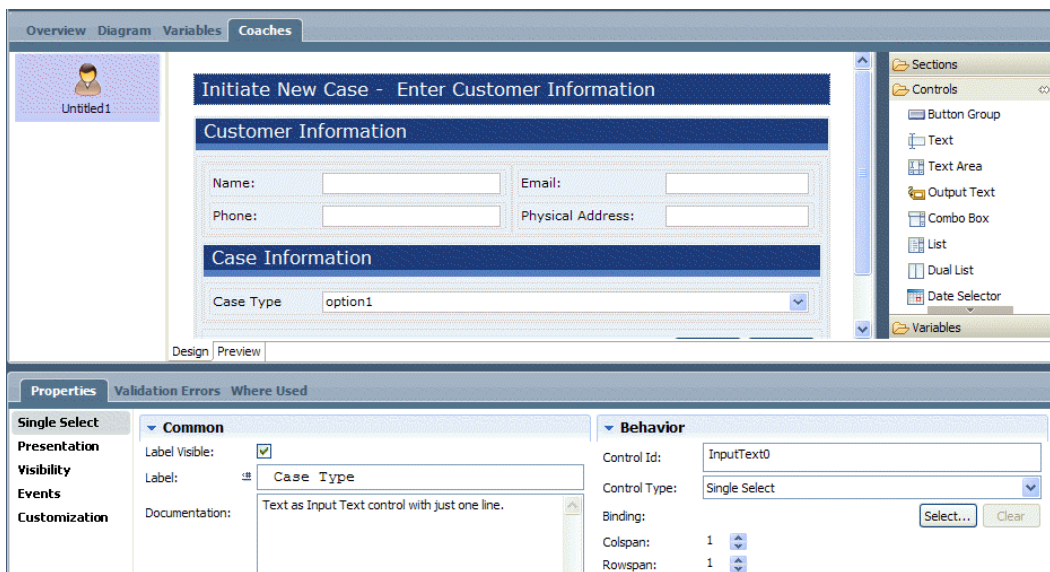 Overview Diagram Variables Coaches
Untitled1
Initiate New Case - Enter Customer Information
Customer Information
Name: Email:
Phone: Physical Address:
Case Information
Case Type option1
Design Preview
Sections
Controls
Button Group
Text
Text Area
Output Text
Combo Box
List
Dual List
Date Selector
Variables
Properties Validation Errors Where Used
Single Select
Presentation
Visibility
Events
Customization
Common
Label Visible:
Label: Case Type
Documentation: Text as Input Text control with just one line.
Behavior
Control Id: InputText0
Control Type: Single Select
Binding: Select... Clear
Colspan: 1
Rowspan: 1